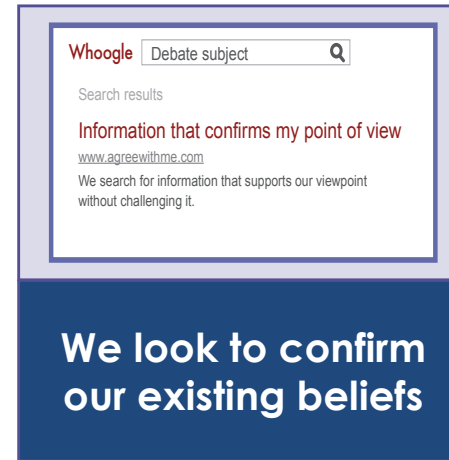 Whoogle Debate subject
Search results
Information that confirms my point of view
www.agreewithme.com
We search for information that supports our viewpoint
without challenging it.
We look to confirm
our existing beliefs